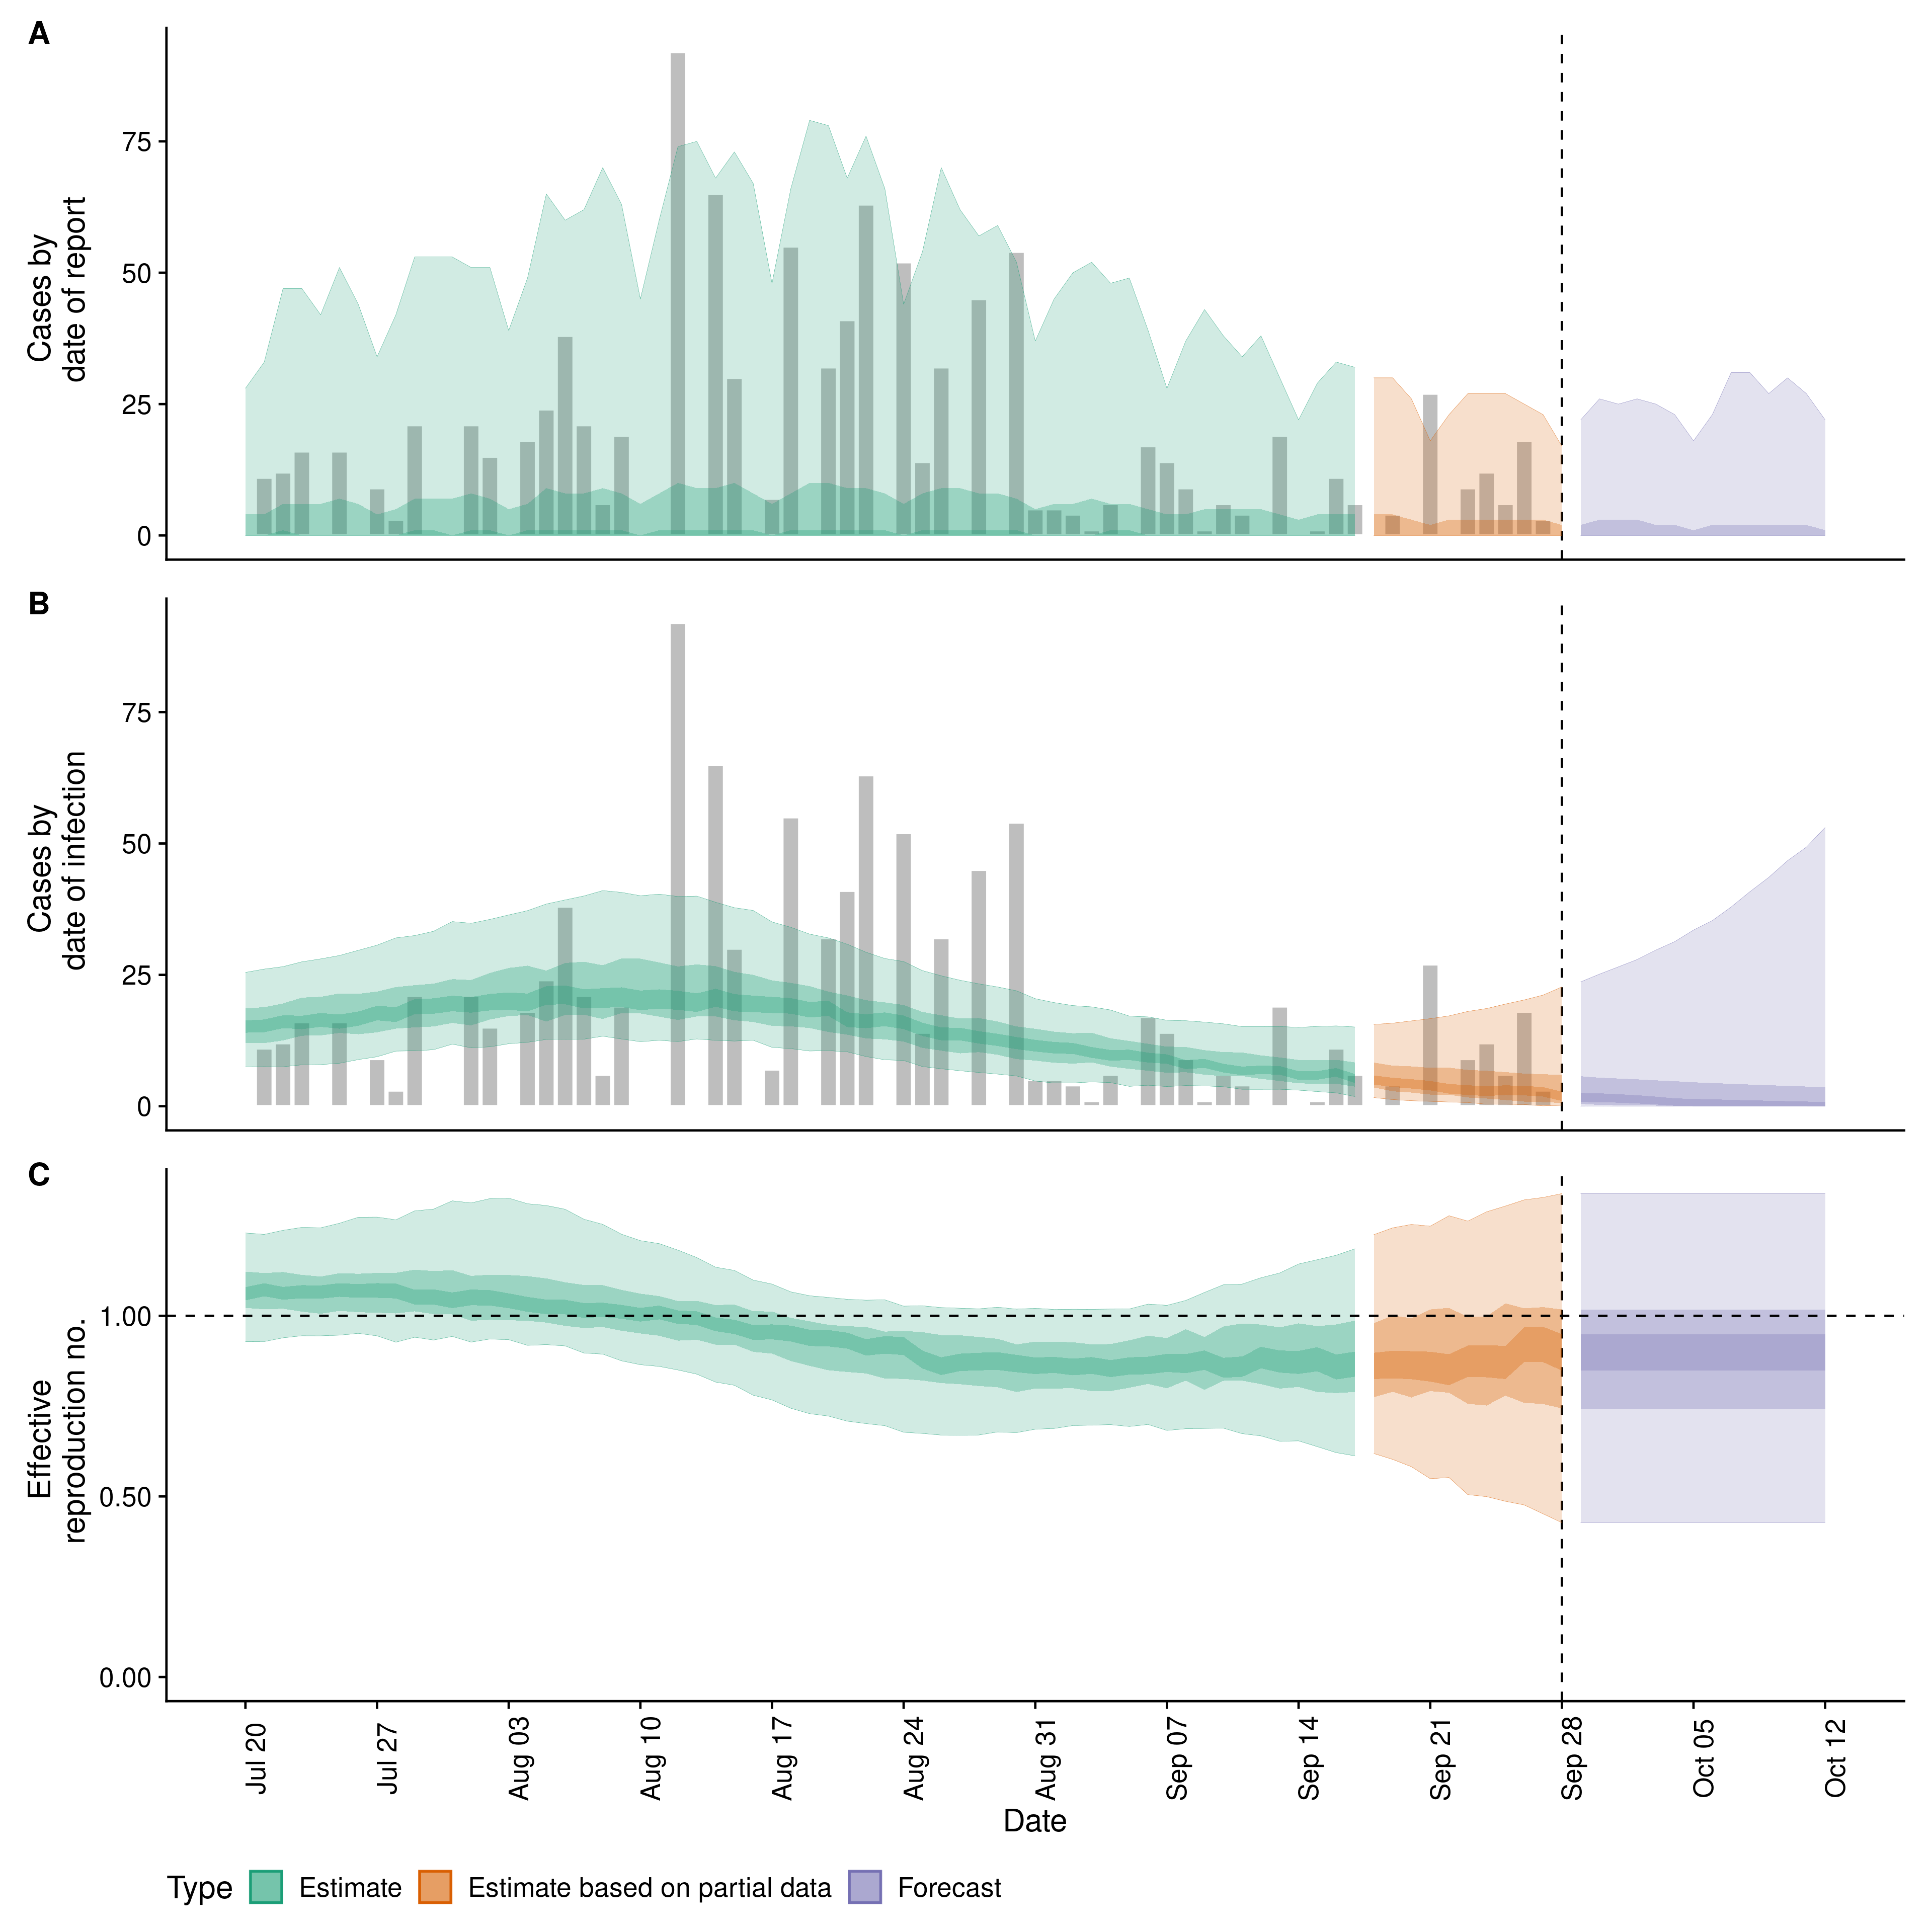 A
Cases by
date of report
75
50
25
0
B
Cases by
date of infection
75
50
25
0
C
Effective
reproduction no.
1.00
0.50
0.00
Jul 20
Jul 27
Aug 03
Aug 10
Aug 17
Aug 24
Aug 31
Sep 07
Sep 14
Sep 21
Sep 28
Oct 05
Oct 12
Date
Type Estimate Estimate based on partial data Forecast